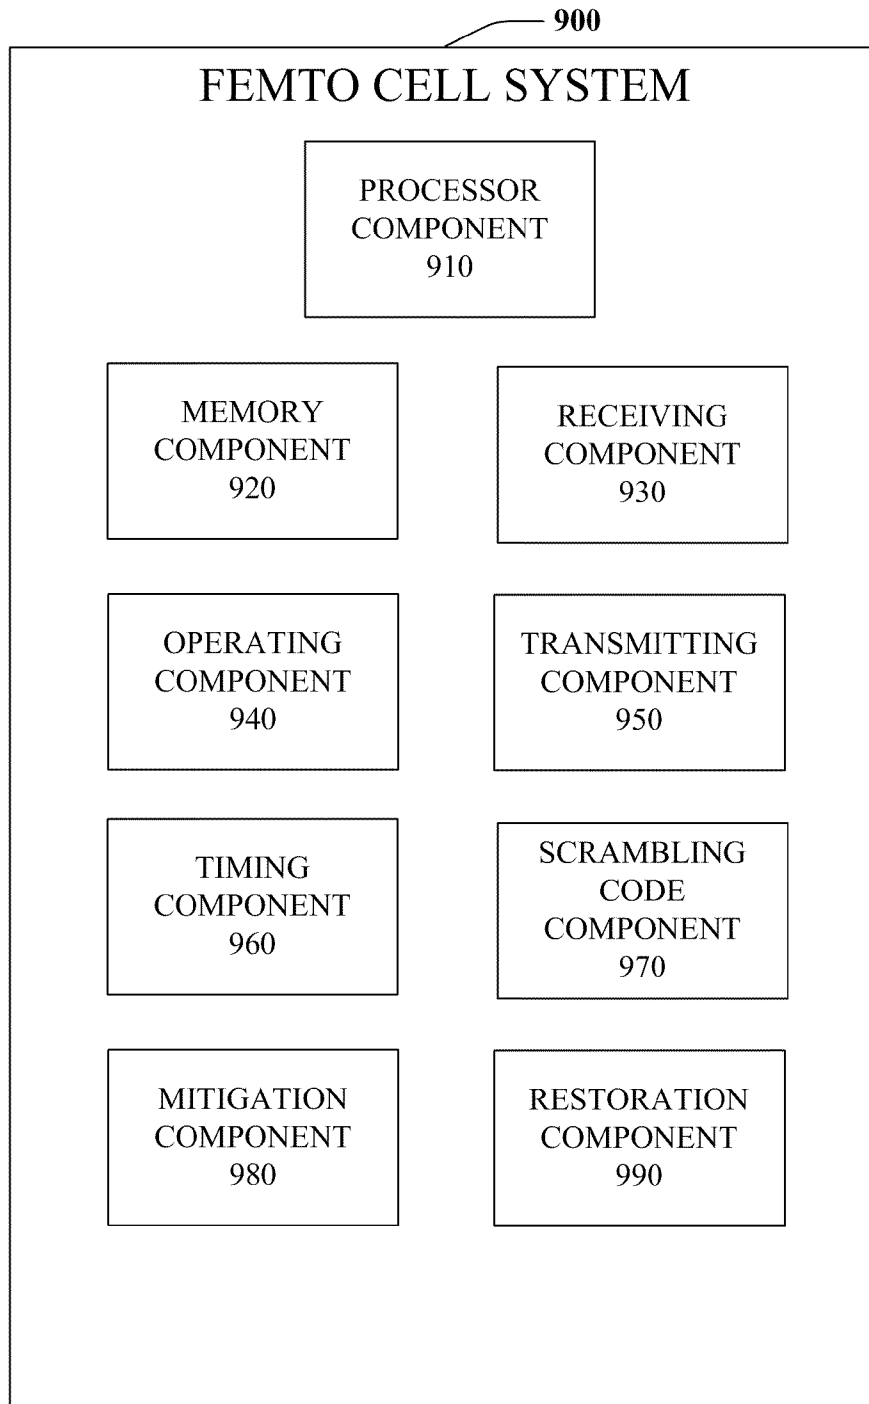 900
FEMTO CELL SYSTEM
PROCESSOR
COMPONENT
910
MEMORY
COMPONENT
920
RECEIVING
COMPONENT
930
OPERATING
COMPONENT
940
TRANSMITTING
COMPONENT
950
TIMING
COMPONENT
960
SCRAMBLING
CODE
COMPONENT
970
MITIGATION
COMPONENT
980
RESTORATION
COMPONENT
990